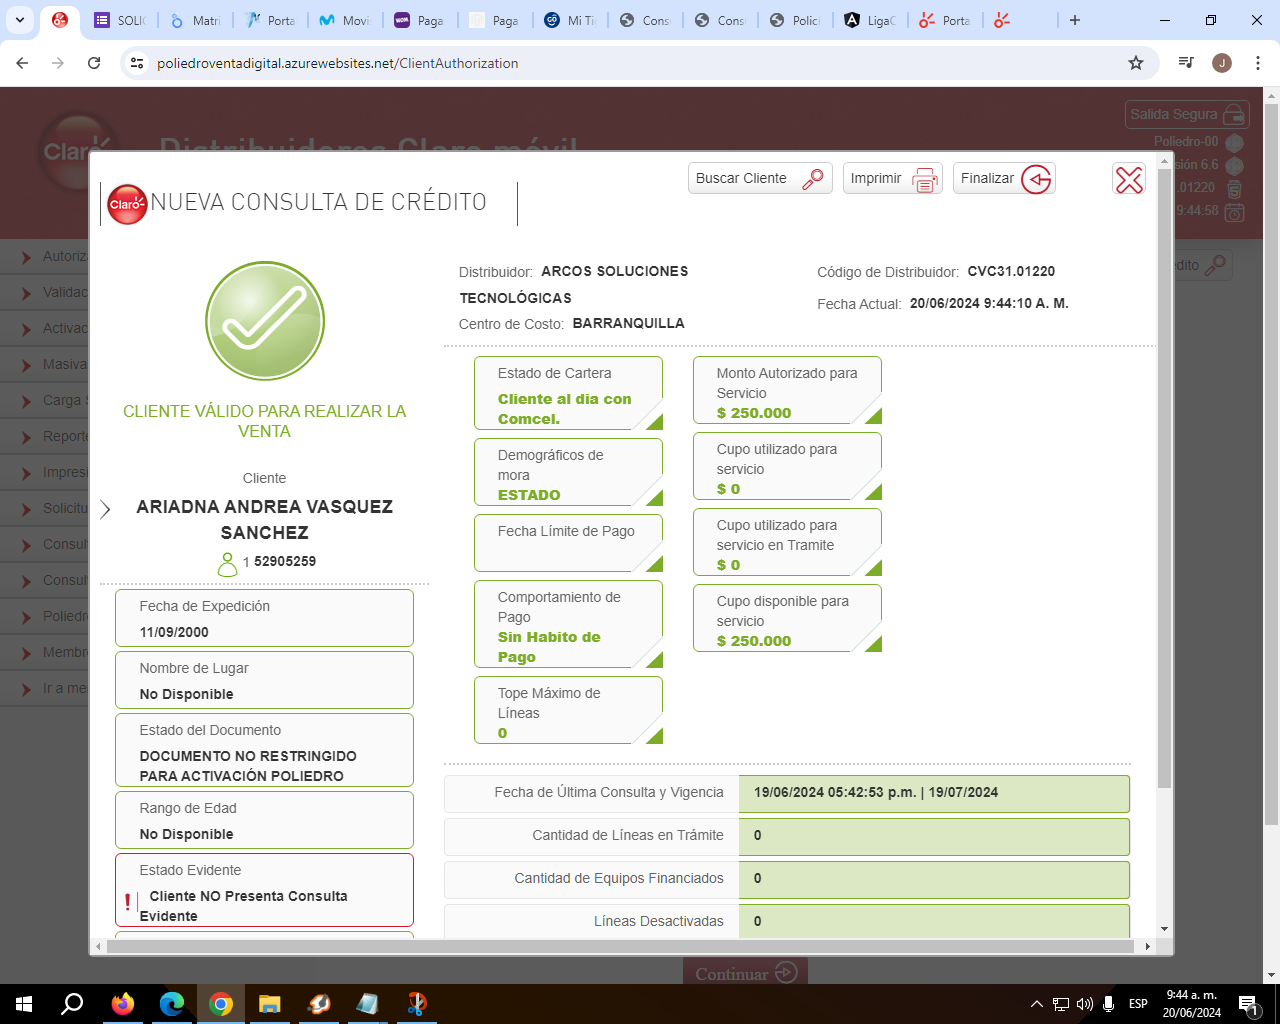 SOLIC
Matri
Porta
Movis
Paga
Paga
Mi Ti
Cons
Cons
Polic
LigaC
Porta
poliedroventadigital.azurewebsites.net/ClientAuthorization
J
Claro
Distribuidores Claro móvil
Salida Segura
Poliedro-00
sión 6.6
.01220
9:44:58
Buscar Cliente
Imprimir
Finalizar
Claro
NUEVA CONSULTA DE CRÉDITO
Autoriza
Validac
Activac
Masiva
Carga S
Reporte
Impresi
Solicitu
Consul
Consul
Poliedr
Membr
Ir a me
édito
CLIENTE VÁLIDO PARA REALIZAR LA
VENTA
Cliente
ARIADNA ANDREA VASQUEZ
SANCHEZ
1 52905259
Fecha de Expedición
11/09/2000
Nombre de Lugar
No Disponible
Estado del Documento
DOCUMENTO NO RESTRINGIDO
PARA ACTIVACIÓN POLIEDRO
Rango de Edad
No Disponible
Estado Evidente
Cliente NO Presenta Consulta
Evidente
Distribuidor: ARCOS SOLUCIONES
TECNOLÓGICAS
Centro de Costo: BARRANQUILLA
Código de Distribuidor: CVC31.01220
Fecha Actual: 20/06/2024 9:44:10 A. M.
Estado de Cartera
Cliente al dia con
Comcel.
Demográficos de
mora
ESTADO
Fecha Límite de Pago
Comportamiento de
Pago
Sin Habito de
Pago
Tope Máximo de
Líneas
0
Monto Autorizado para
Servicio
$ 250.000
Cupo utilizado para
servicio
$ 0
Cupo utilizado para
servicio en Tramite
$ 0
Cupo disponible para
servicio
$ 250.000
Fecha de Última Consulta y Vigencia 19/06/2024 05:42:53 p.m. | 19/07/2024
Cantidad de Líneas en Trámite 0
Cantidad de Equipos Financiados 0
Líneas Desactivadas 0
Continuar
ESP
9:44 a. m.
20/06/2024
1